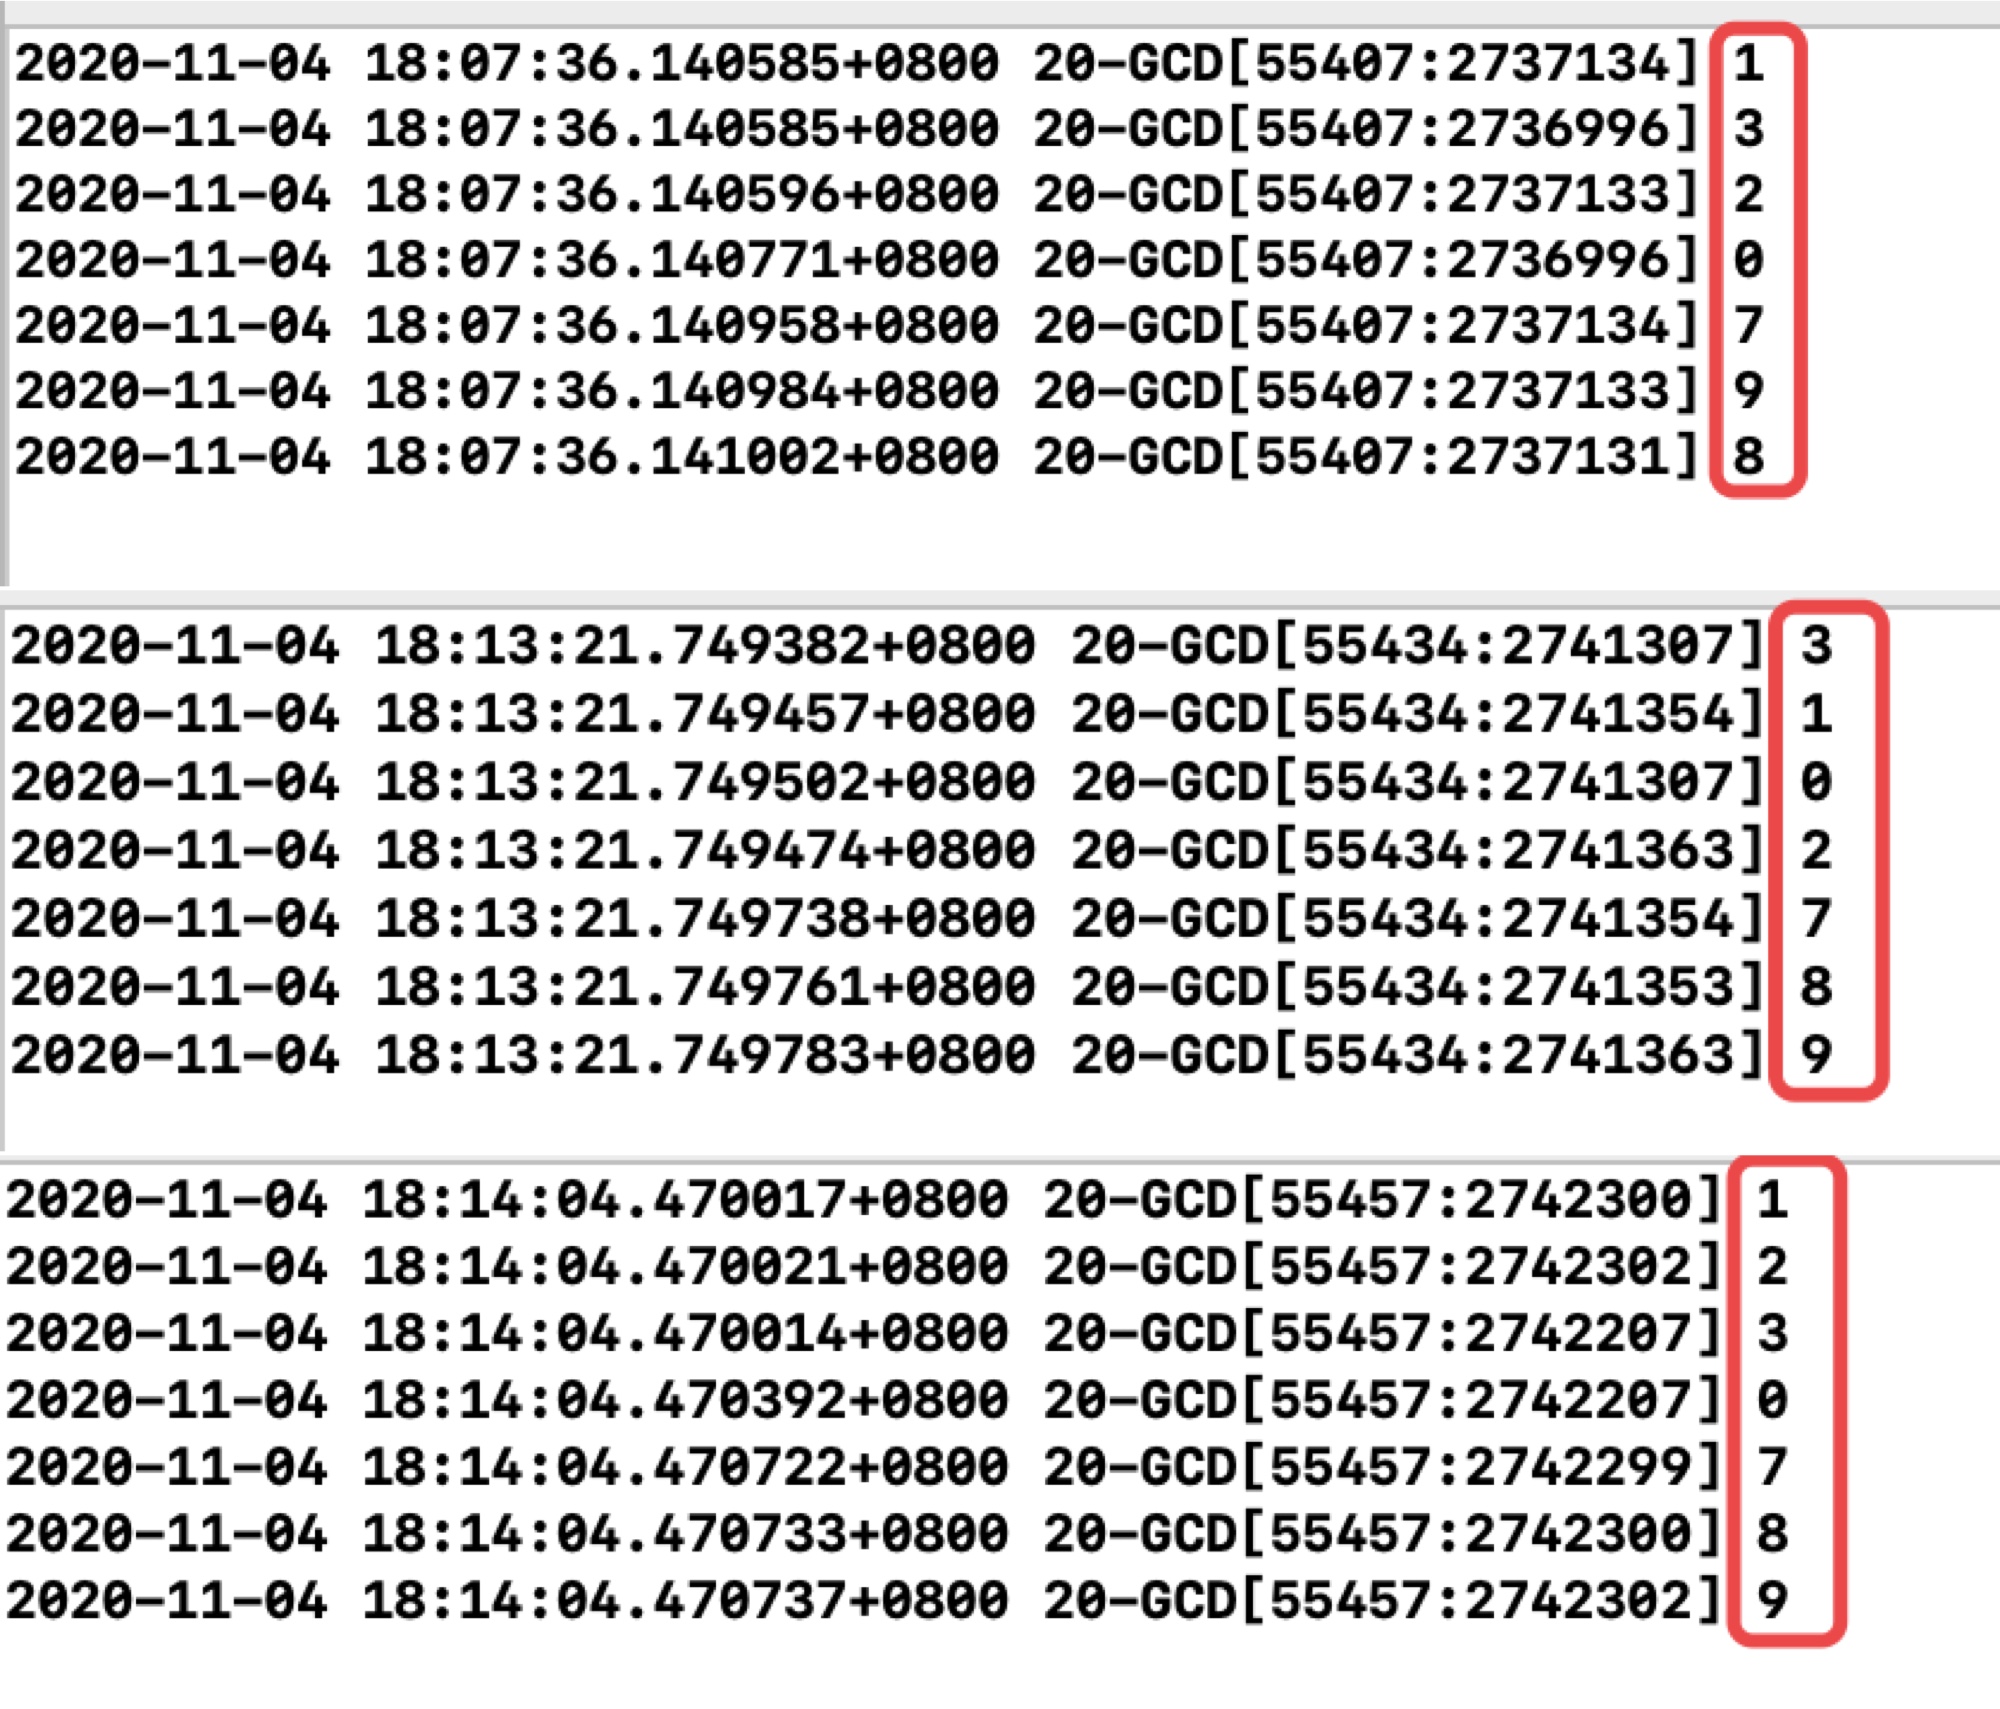 2020-11-04 18:07:36.140585+0800 20-GCD[55407:2737134] 1
2020-11-04 18:07:36.140585+0800 20-GCD[55407:2736996] 3
2020-11-04 18:07:36.140596+0800 20-GCD[55407:2737133] 2
2020-11-04 18:07:36.140771+0800 20-GCD[55407:2736996] 0
2020-11-04 18:07:36.140958+0800 20-GCD[55407:2737134] 7
2020-11-04 18:07:36.140984+0800 20-GCD[55407:2737133] 9
2020-11-04 18:07:36.141002+0800 20-GCD[55407:2737131] 8
2020-11-04 18:13:21.749382+0800 20-GCD[55434:2741307] 3
2020-11-04 18:13:21.749457+0800 20-GCD[55434:2741354] 1
2020-11-04 18:13:21.749502+0800 20-GCD[55434:2741307] 0
2020-11-04 18:13:21.749474+0800 20-GCD[55434:2741363] 2
2020-11-04 18:13:21.749738+0800 20-GCD[55434:2741354] 7
2020-11-04 18:13:21.749761+0800 20-GCD[55434:2741353] 8
2020-11-04 18:13:21.749783+0800 20-GCD[55434:2741363] 9
2020-11-04 18:14:04.470017+0800 20-GCD[55457:2742300] 1
2020-11-04 18:14:04.470021+0800 20-GCD[55457:2742302] 2
2020-11-04 18:14:04.470014+0800 20-GCD[55457:2742207] 3
2020-11-04 18:14:04.470392+0800 20-GCD[55457:2742207] 0
2020-11-04 18:14:04.470722+0800 20-GCD[55457:2742299] 7
2020-11-04 18:14:04.470733+0800 20-GCD[55457:2742300] 8
2020-11-04 18:14:04.470737+0800 20-GCD[55457:2742302] 9